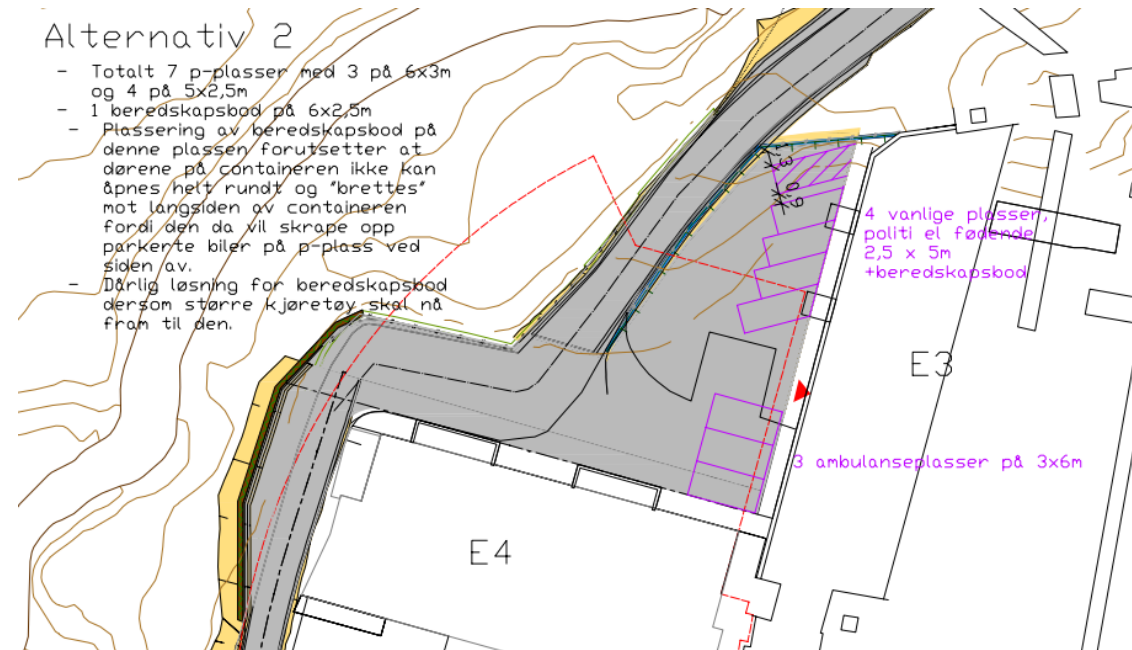 Alternativ 2
- Totalt 7 p-plasser med 3 på 6x3m
og 4 på 5x2,5m
- 1 beredskapsbod på 6x2,5m
- Plassering av beredskapsbod på
denne plassen forutsetter at
dørene på containeren ikke kan
åpnes helt rundt og "brettes"
mot langsiden av containeren
fordi den da vil skrape opp
parkerte biler på p-plass ved
siden av.
- Dårlig løsning for beredskapsbod
dersom større kjøretøy skal nå
fram til den.
4 vanlige plasser,
politi el fødende
2,5 x 5m
+beredskapsbod
E3
3 ambulanseplasser på 3x6m
E4